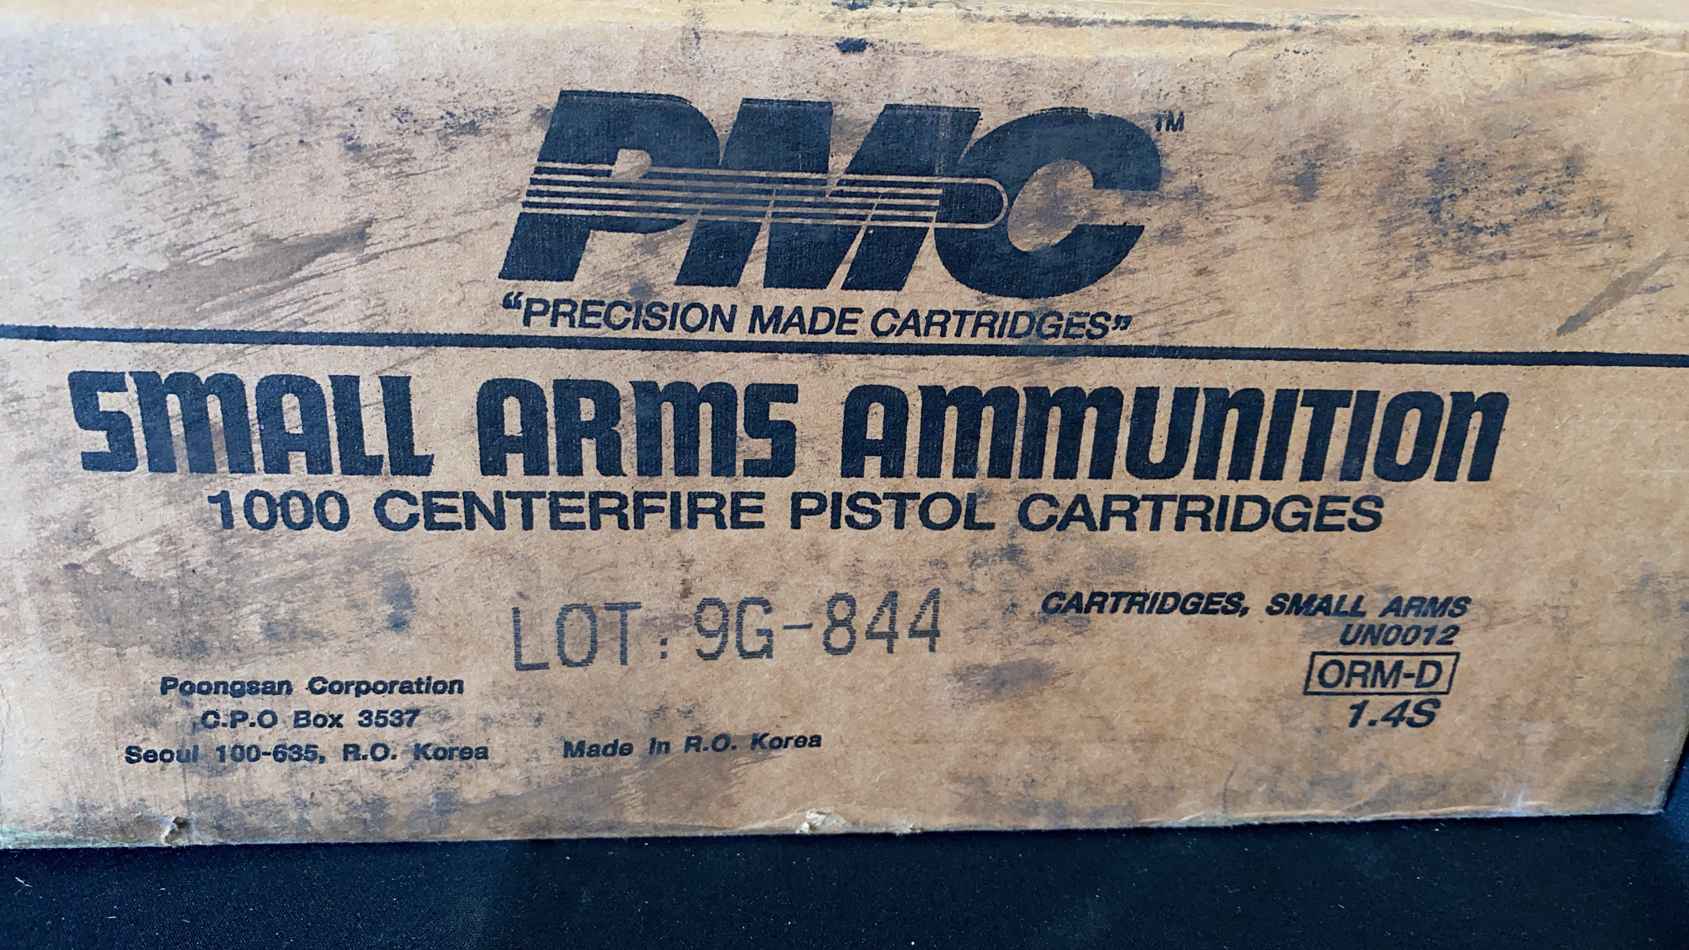 PMC™
“PRECISION MADE CARTRIDGES”
SMALL ARMS AMMUNITION
1000 CENTERFIRE PISTOL CARTRIDGES
LOT: 9G-844
CARTRIDGES, SMALL ARMS
UN0012
ORM-D
1.4S
Poongsan Corporation
C.P.O Box 3537
Seoul 100-635, R.O. Korea
Made In R.O. Korea